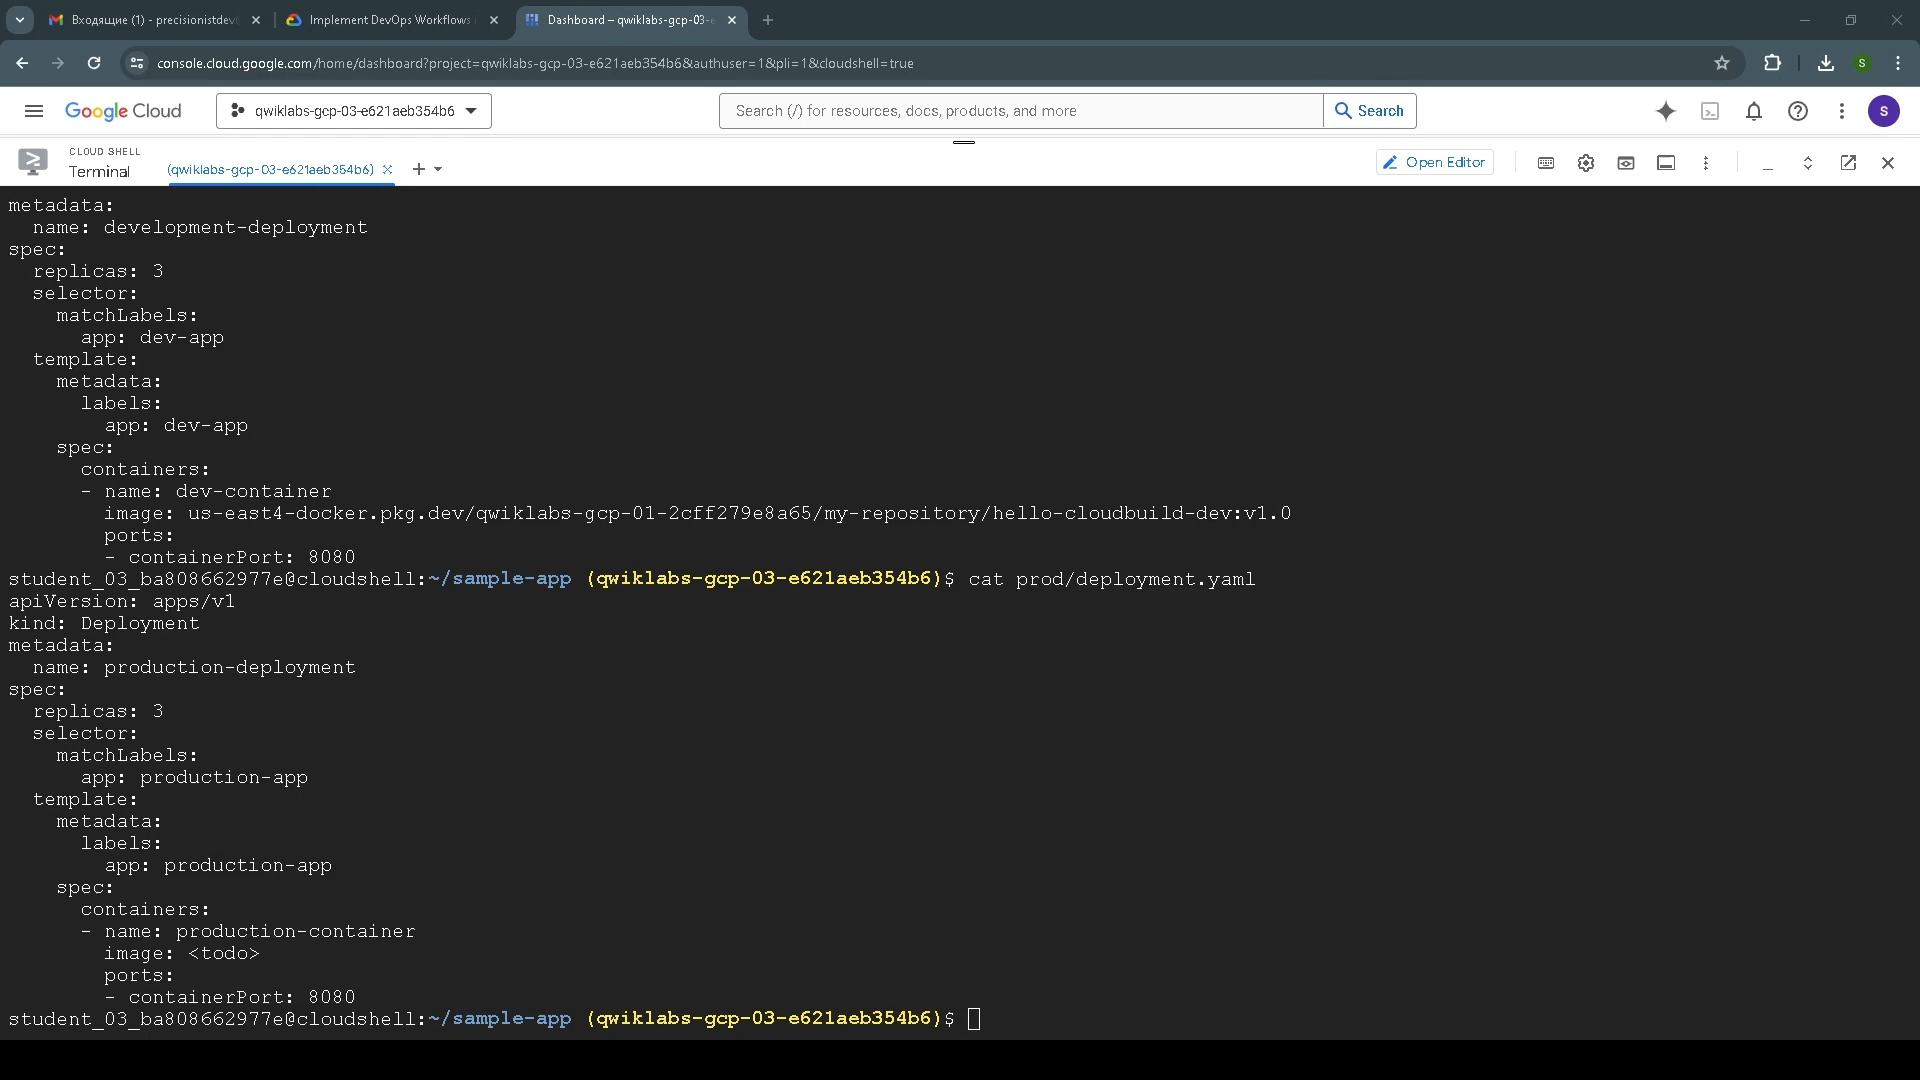 Входящие (1) - precisionistdev
Implement DevOps Workflows
Dashboard – qwiklabs-gcp-03-e
console.cloud.google.com/home/dashboard?project=qwiklabs-gcp-03-e621aeb354b6&authuser=1&pli=1&cloudshell=true
S
Google Cloud
qwiklabs-gcp-03-e621aeb354b6
Search (/) for resources, docs, products, and more
Search
S
CLOUD SHELL
Terminal
(qwiklabs-gcp-03-e621aeb354b6)
Open Editor
metadata:
  name: development-deployment
spec:
  replicas: 3
  selector:
    matchLabels:
      app: dev-app
  template:
    metadata:
      labels:
        app: dev-app
    spec:
      containers:
      - name: dev-container
        image: us-east4-docker.pkg.dev/qwiklabs-gcp-01-2cff279e8a65/my-repository/hello-cloudbuild-dev:v1.0
        ports:
        - containerPort: 8080
student_03_ba808662977e@cloudshell:~/sample-app (qwiklabs-gcp-03-e621aeb354b6)$ cat prod/deployment.yaml
apiVersion: apps/v1
kind: Deployment
metadata:
  name: production-deployment
spec:
  replicas: 3
  selector:
    matchLabels:
      app: production-app
  template:
    metadata:
      labels:
        app: production-app
    spec:
      containers:
      - name: production-container
        image: <todo>
        ports:
        - containerPort: 8080
student_03_ba808662977e@cloudshell:~/sample-app (qwiklabs-gcp-03-e621aeb354b6)$